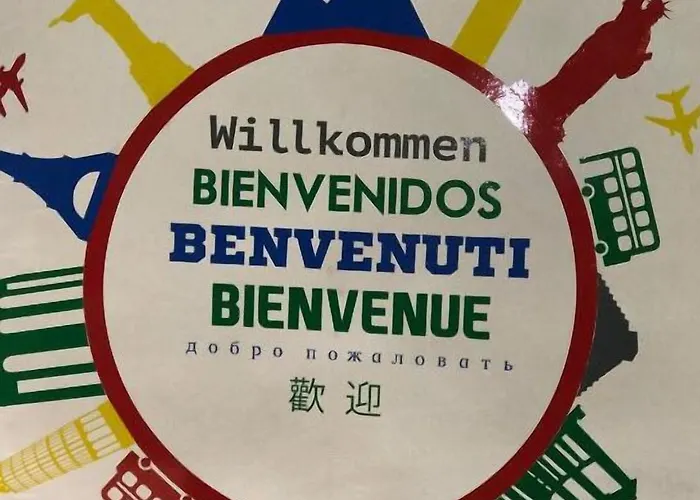 Willkommen
BIENVENIDOS
BENVENUTI
BIENVENUE
добро пожаловать
歡迎